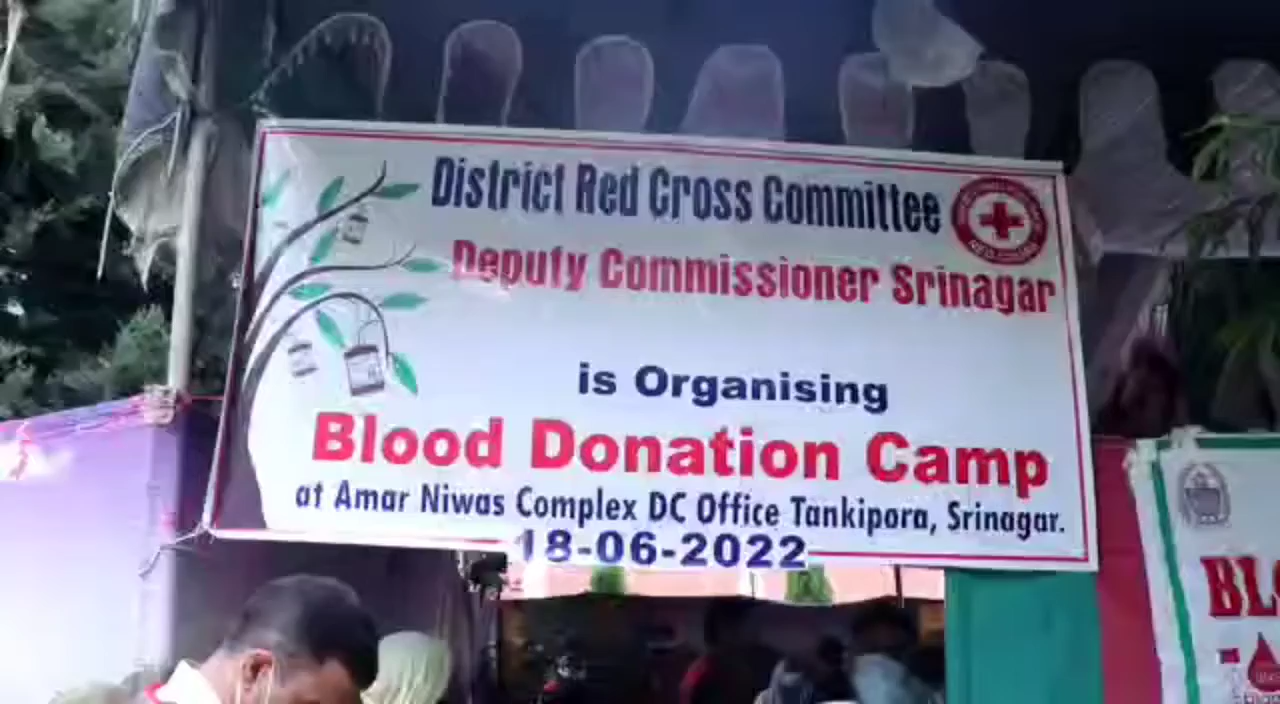 District Red Cross Committee
Deputy Commissioner Srinagar
is Organising
Blood Donation Camp
at Amar Niwas Complex DC Office Tankipora, Srinagar.
18-06-2022